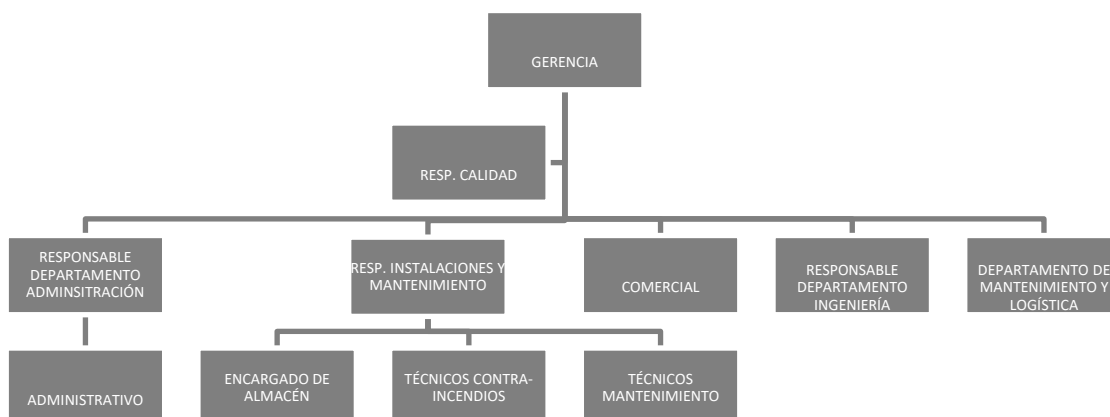 GERENCIA
RESP. CALIDAD
RESPONSABLE
DEPARTAMENTO
ADMINSITRACIÓN
RESP. INSTALACIONES Y
MANTENIMIENTO
COMERCIAL
RESPONSABLE
DEPARTAMENTO
INGENIERÍA
DEPARTAMENTO DE
MANTENIMIENTO Y
LOGÍSTICA
ADMINISTRATIVO
ENCARGADO DE
ALMACÉN
TÉCNICOS CONTRA-
INCENDIOS
TÉCNICOS
MANTENIMIENTO